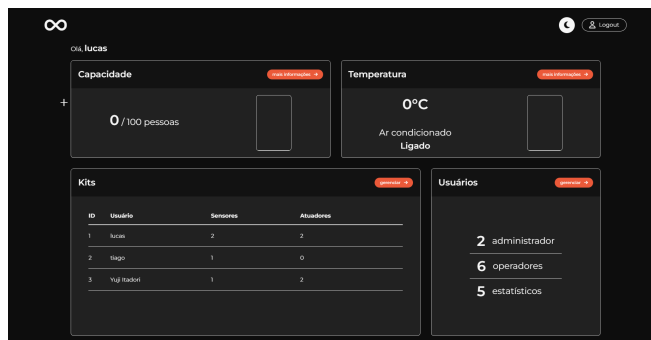 Logout
Olá, lucas
Capacidade
mais informações →
0 / 100 pessoas
Temperatura
mais informações →
0°C
Ar condicionado
Ligado
+
Kits
gerenciar →
ID Usuário Sensores Atuadores
1 lucas 2 2
2 tiago 1 0
3 Yuji Itadori 1 2
Usuários
gerenciar →
2 administrador
6 operadores
5 estatísticos